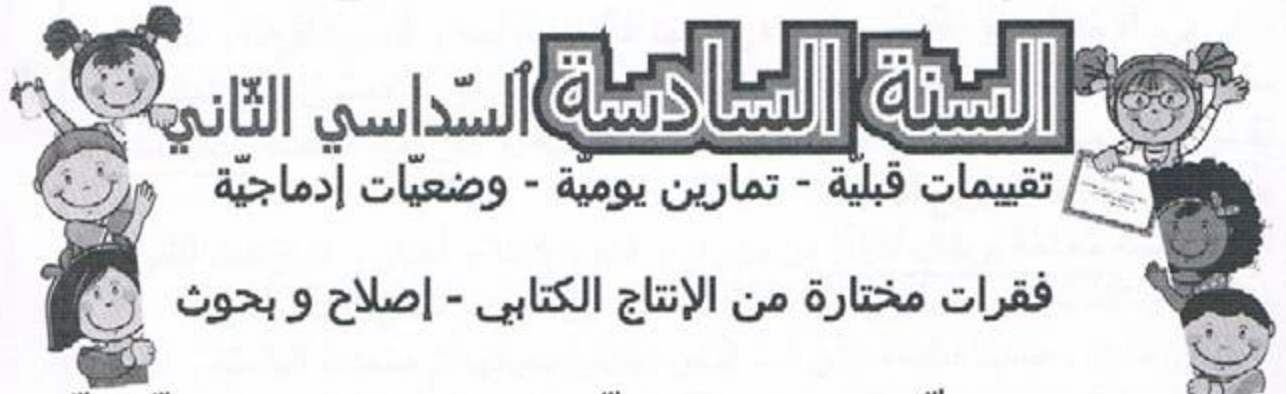 السنة السادسة السّداسي الثّاني
تقييمات قبليّة - تمارين يوميّة - وضعيّات إدماجيّة
فقرات مختارة من الإنتاج الكتابي - إصلاح و بحوث